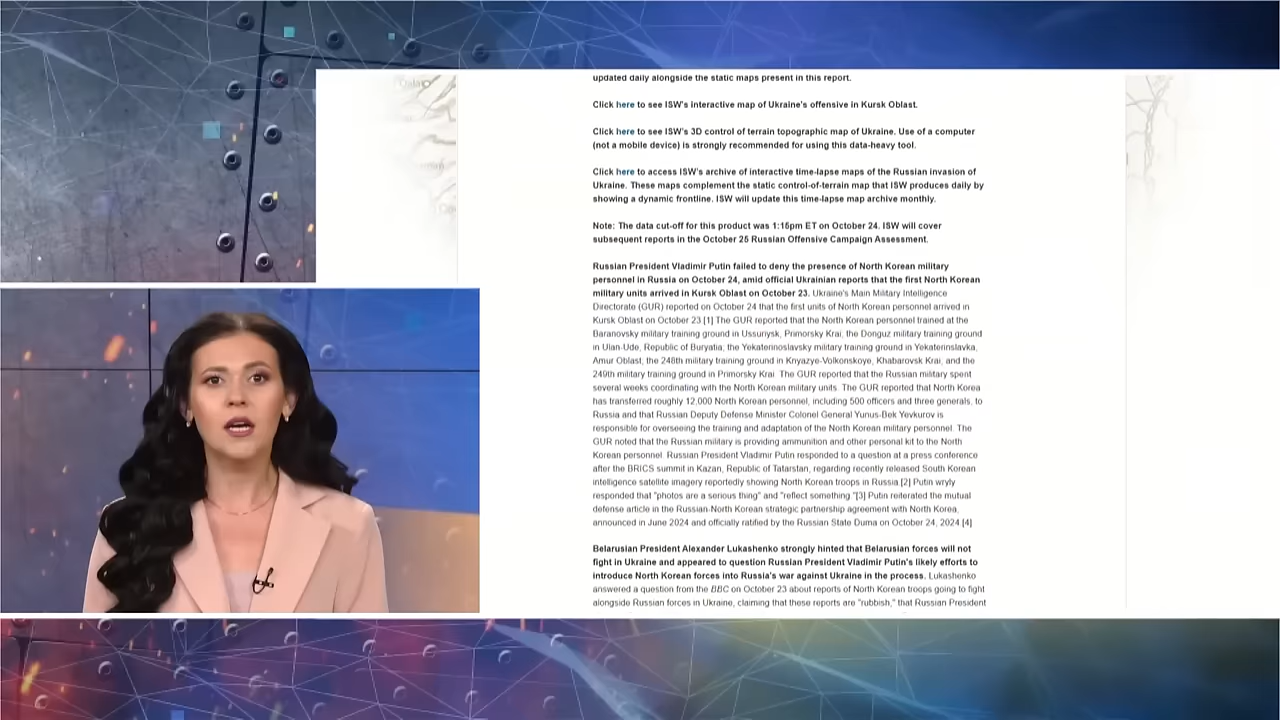 updated daily alongside the static maps present in this report.
Click here to see ISW's interactive map of Ukraine's offensive in Kursk Oblast.
Click here to see ISW's 3D control of terrain topographic map of Ukraine. Use of a computer
(not a mobile device) is strongly recommended for using this data-heavy tool.
Click here to access ISW's archive of interactive time-lapse maps of the Russian invasion of
Ukraine. These maps complement the static control-of-terrain map that ISW produces daily by
showing a dynamic frontline. ISW will update this time-lapse map archive monthly.
Note: The data cut-off for this product was 1:15pm ET on October 24. ISW will cover
subsequent reports in the October 25 Russian Offensive Campaign Assessment.
Russian President Vladimir Putin failed to deny the presence of North Korean military
personnel in Russia on October 24, amid official Ukrainian reports that the first North Korean
military units arrived in Kursk Oblast on October 23. Ukraine's Main Military Intelligence
Directorate (GUR) reported on October 24 that the first units of North Korean personnel arrived in
Kursk Oblast on October 23.[1] The GUR reported that the North Korean personnel trained at the
Baranovsky military training ground in Ussuriysk, Primorsky Krai; the Donguz military training ground
in Ulan-Ude, Republic of Buryatia; the Yekaterinoslavsky military training ground in Yekaterinslavka,
Amur Oblast; the 248th military training ground in Knyazye-Volkonskoye, Khabarovsk Krai; and the
249th military training ground in Primorsky Krai. The GUR reported that the Russian military spent
several weeks coordinating with the North Korean military units. The GUR reported that North Korea
has transferred roughly 12,000 North Korean personnel, including 500 officers and three generals, to
Russia and that Russian Deputy Defense Minister Colonel General Yunus-Bek Yevkurov is
responsible for overseeing the training and adaptation of the North Korean military personnel. The
GUR noted that the Russian military is providing ammunition and other personal kit to the North
Korean personnel. Russian President Vladimir Putin responded to a question at a press conference
after the BRICS summit in Kazan, Republic of Tatarstan, regarding recently released South Korean
intelligence satellite imagery reportedly showing North Korean troops in Russia.[2] Putin wryly
responded that "photos are a serious thing" and "reflect something."[3] Putin reiterated the mutual
defense article in the Russian-North Korean strategic partnership agreement with North Korea,
announced in June 2024 and officially ratified by the Russian State Duma on October 24, 2024.[4]
Belarusian President Alexander Lukashenko strongly hinted that Belarusian forces will not
fight in Ukraine and appeared to question Russian President Vladimir Putin's likely efforts to
introduce North Korean forces into Russia's war against Ukraine in the process. Lukashenko
answered a question from the BBC on October 23 about reports of North Korean troops going to fight
alongside Russian forces in Ukraine, claiming that these reports are "rubbish," that Russian President